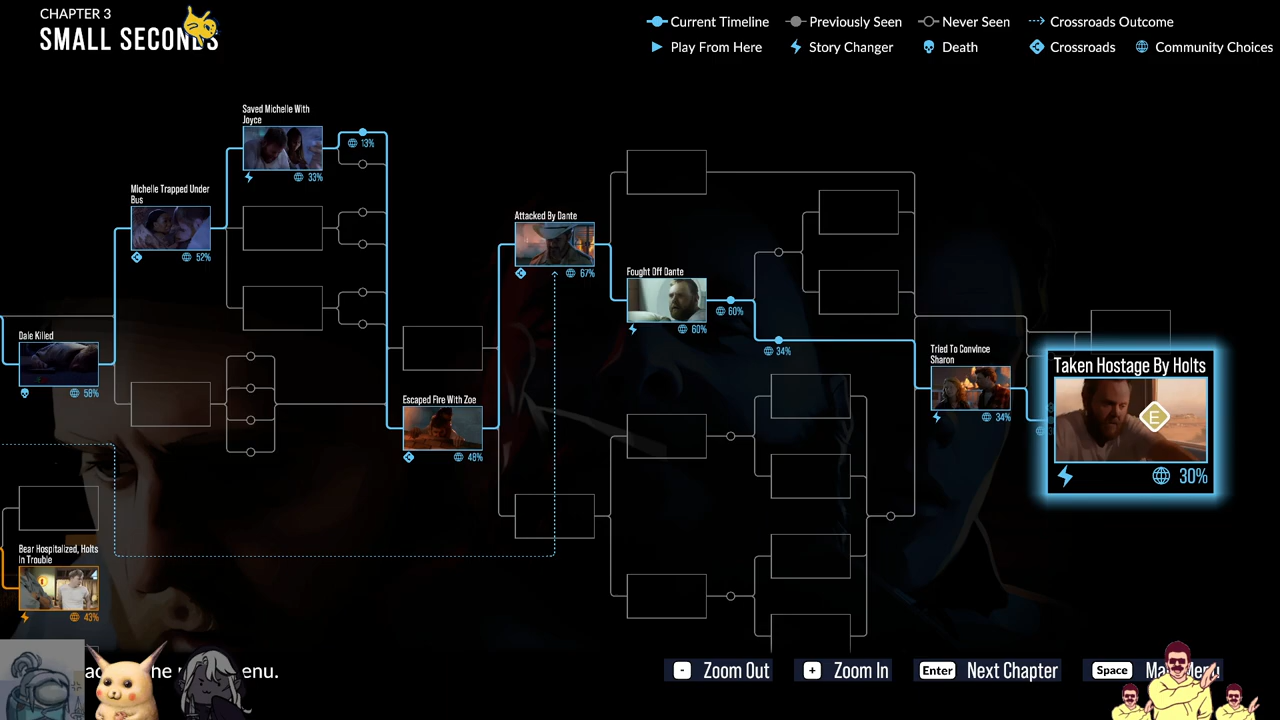 CHAPTER 3
SMALL SECONDS
Current Timeline
Previously Seen
Never Seen
Crossroads Outcome
Play From Here
Story Changer
Death
Crossroads
Community Choices
Saved Michelle With
Joyce
33%
13%
Michelle Trapped Under
Bus
52%
Dale Killed
58%
Bear Hospitalized, Holts
In Trouble
43%
Escaped Fire With Zoe
48%
Attacked By Dante
67%
Fought Off Dante
60%
60%
34%
Tried To Convince
Sharon
34%
Taken Hostage By Holts
E
30%
enu.
- Zoom Out
+ Zoom In
Enter Next Chapter
Space